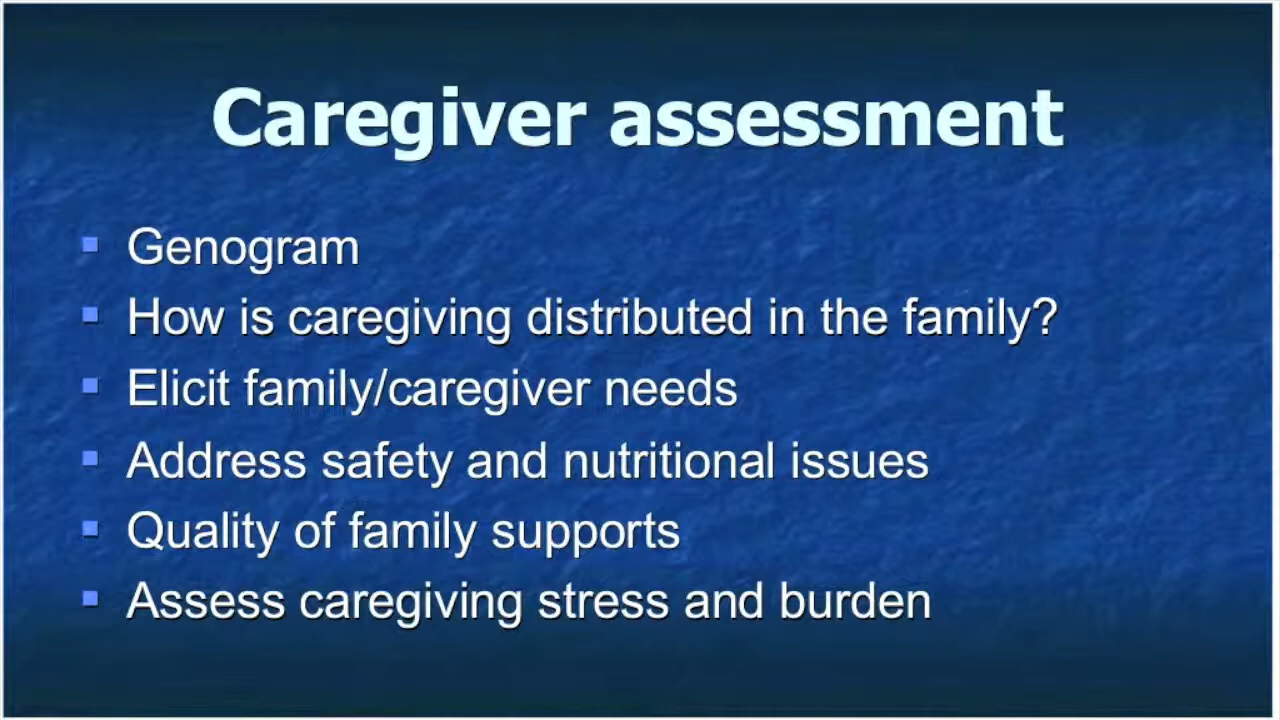 Caregiver assessment
Genogram
How is caregiving distributed in the family?
Elicit family/caregiver needs
Address safety and nutritional issues
Quality of family supports
Assess caregiving stress and burden